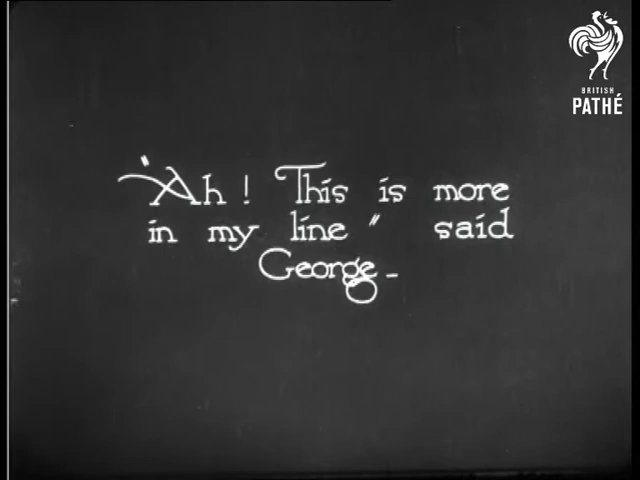 BRITISH
PATHÉ
"Ah! This is more
in my line" said
George-